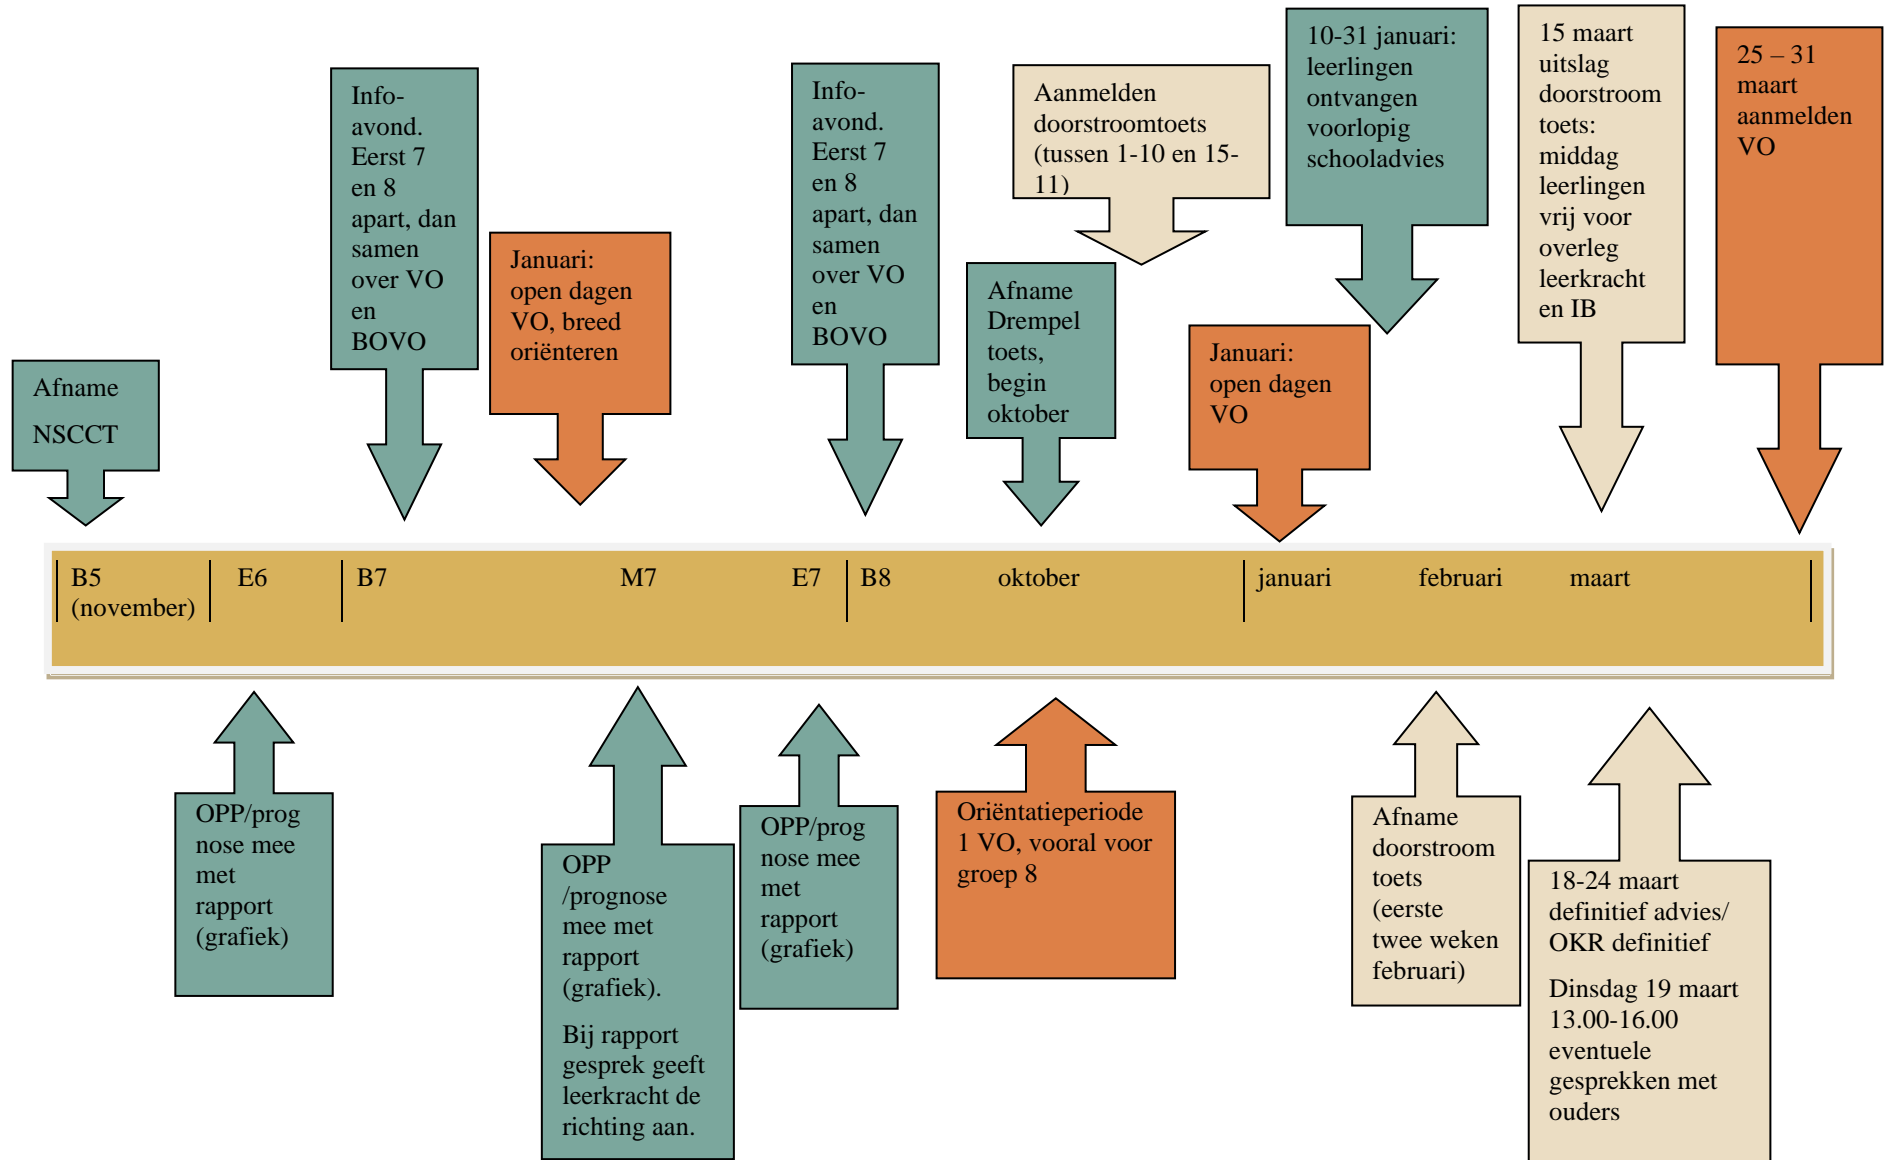 Afname
NSCCT
Info-
avond.
Eerst 7
en 8
apart, dan
samen
over VO
en
BOVO
Januari:
open dagen
VO, breed
oriënteren
Info-
avond.
Eerst 7
en 8
apart, dan
samen
over VO
en
BOVO
Afname
Drempel
toets,
begin
oktober
Aanmelden
doorstroomtoets
(tussen 1-10 en 15-
11)
Januari:
open dagen
VO
10-31 januari:
leerlingen
ontvangen
voorlopig
schooladvies
15 maart
uitslag
doorstroom
toets:
middag
leerlingen
vrij voor
overleg
leerkracht
en IB
25 – 31
maart
aanmelden
VO
B5
(november)
E6
B7
M7
E7
B8
oktober
januari
februari
maart
OPP/prog
nose mee
met
rapport
(grafiek)
OPP
/prognose
mee met
rapport
(grafiek).
Bij rapport
gesprek geeft
leerkracht de
richting aan.
OPP/prog
nose mee
met
rapport
(grafiek)
Oriëntatieperiode
1 VO, vooral voor
groep 8
Afname
doorstroom
toets
(eerste
twee weken
februari)
18-24 maart
definitief advies/
OKR definitief
Dinsdag 19 maart
13.00-16.00
eventuele
gesprekken met
ouders